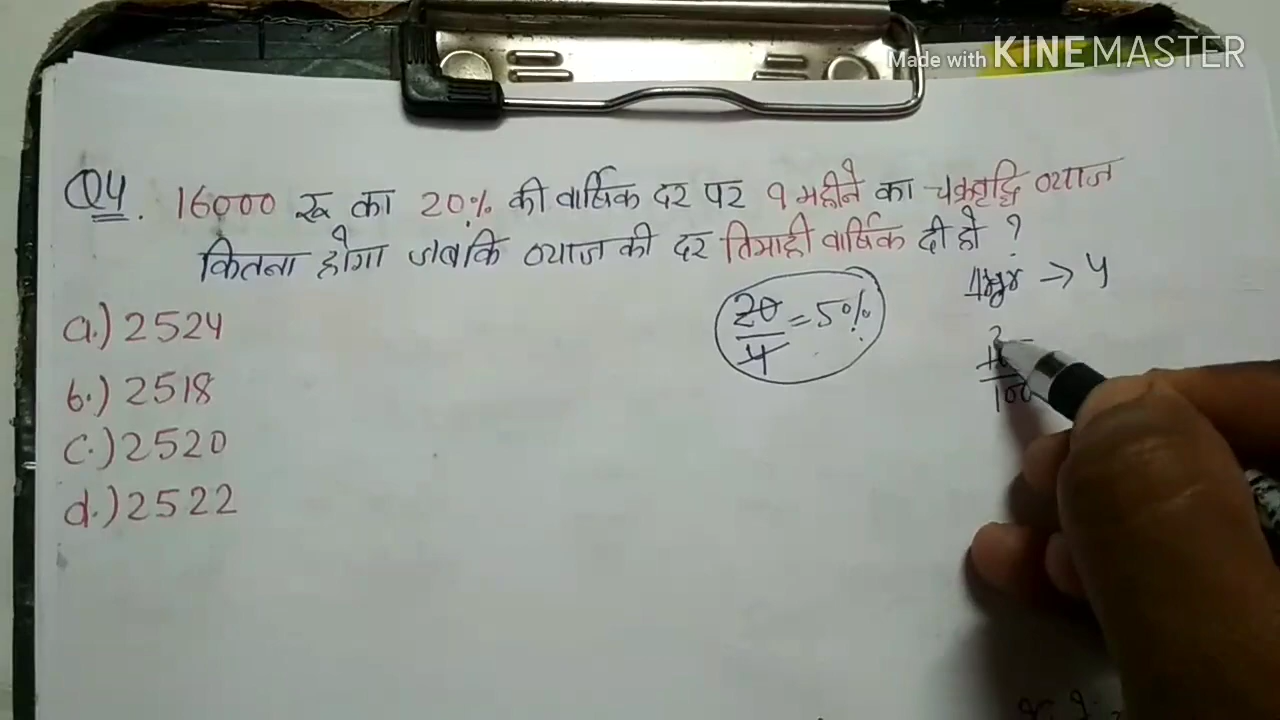 Made with KINEMASTER
Q4. 16000 रू का 20% की वार्षिक दर पर 9 महीने का चक्रवृद्धि व्याज
कितना होगा जबकि व्याज की दर तिमाही वार्षिक दी हो ?
1 → 4
20/4 = 5%
a.) 2524
b.) 2518
c.) 2520
d.) 2522
100